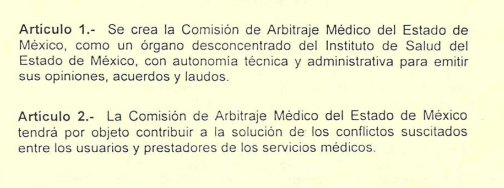 Artículo 1.- Se crea la Comisión de Arbitraje Médico del Estado de
México, como un órgano desconcentrado del Instituto de Salud del
Estado de México, con autonomía técnica y administrativa para emitir
sus opiniones, acuerdos y laudos.
Artículo 2.- La Comisión de Arbitraje Médico del Estado de México
tendrá por objeto contribuir a la solución de los conflictos suscitados
entre los usuarios y prestadores de los servicios médicos.